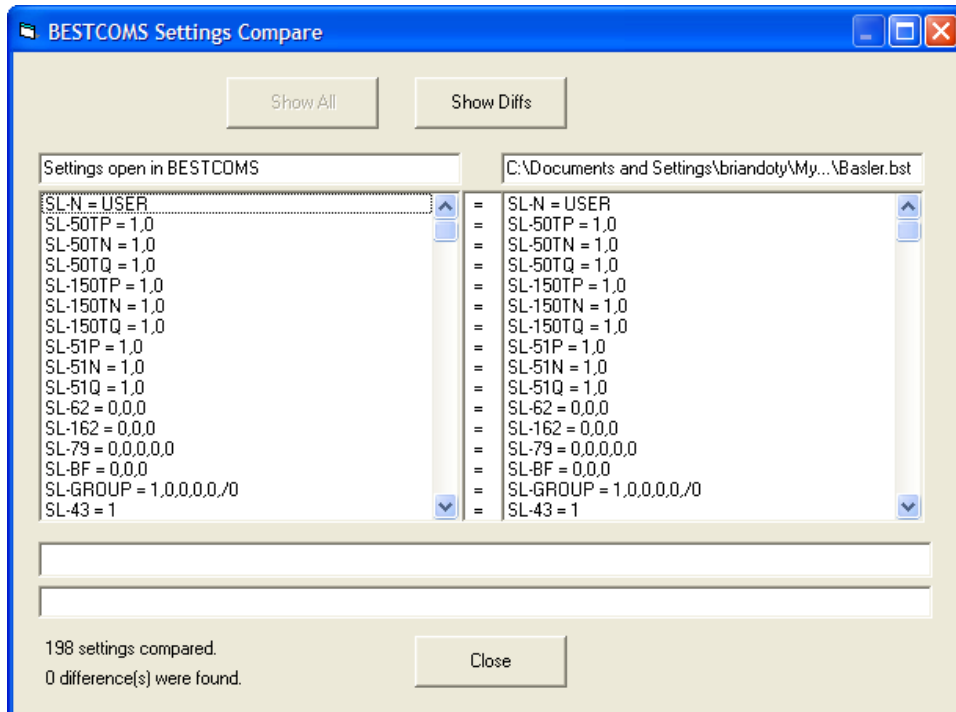 BESTCOMS Settings Compare
Show All
Show Diffs
Settings open in BESTCOMS
C:\Documents and Settings\briandoty\My...\Basler.bst
SL-N = USER = SL-N = USER
SL-50TP = 1,0 = SL-50TP = 1,0
SL-50TN = 1,0 = SL-50TN = 1,0
SL-50TQ = 1,0 = SL-50TQ = 1,0
SL-150TP = 1,0 = SL-150TP = 1,0
SL-150TN = 1,0 = SL-150TN = 1,0
SL-150TQ = 1,0 = SL-150TQ = 1,0
SL-51P = 1,0 = SL-51P = 1,0
SL-51N = 1,0 = SL-51N = 1,0
SL-51Q = 1,0 = SL-51Q = 1,0
SL-62 = 0,0,0 = SL-62 = 0,0,0
SL-162 = 0,0,0 = SL-162 = 0,0,0
SL-79 = 0,0,0,0,0 = SL-79 = 0,0,0,0,0
SL-BF = 0,0,0 = SL-BF = 0,0,0
SL-GROUP = 1,0,0,0,0,/0 = SL-GROUP = 1,0,0,0,0,/0
SL-43 = 1 = SL-43 = 1
198 settings compared.
0 difference(s) were found.
Close